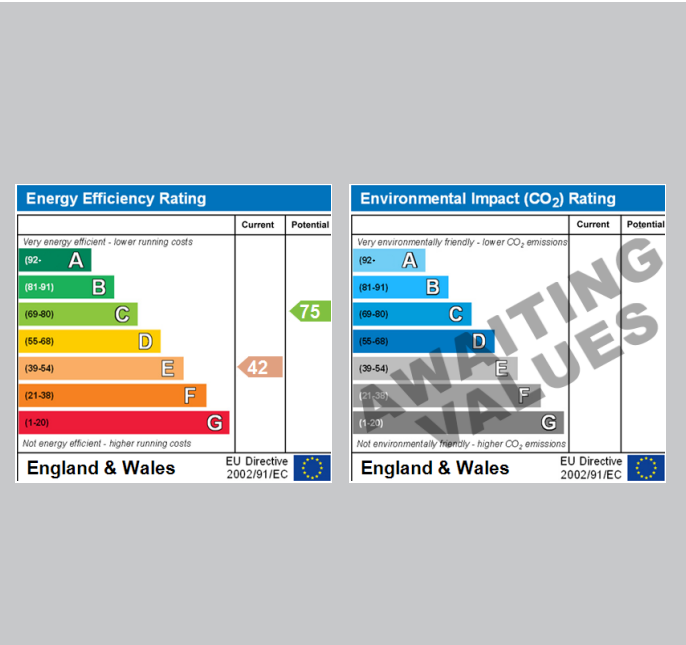 Energy Efficiency Rating
Current Potential
Very energy efficient - lower running costs
(92- A
(81-91) B
(69-80) C
75
(55-68) D
(39-54) E
42
(21-38) F
(1-20) G
Not energy efficient - higher running costs
England & Wales
EU Directive
2002/91/EC
Environmental Impact (CO2) Rating
Current Potential
Very environmentally friendly - lower CO2 emissions
(92- A
(81-91) B
(69-80) C
(55-68) D
(39-54) E
(21-38) F
(1-20) G
AWAITING
VALUES
Not environmentally friendly - higher CO2 emissions
England & Wales
EU Directive
2002/91/EC